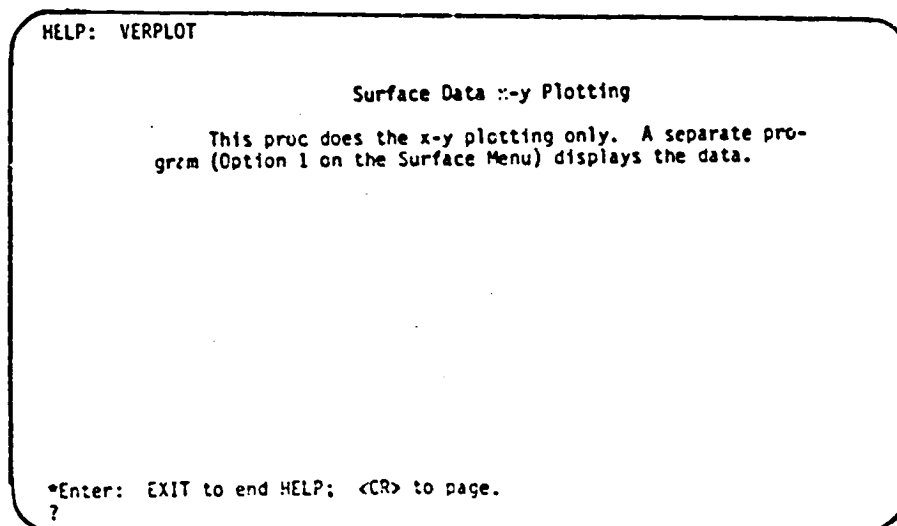 HELP: VERPLOT
Surface Data x-y Plotting
This proc does the x-y plotting only. A separate pro-
gram (Option 1 on the Surface Menu) displays the data.
*Enter: EXIT to end HELP; <CR> to page.
?